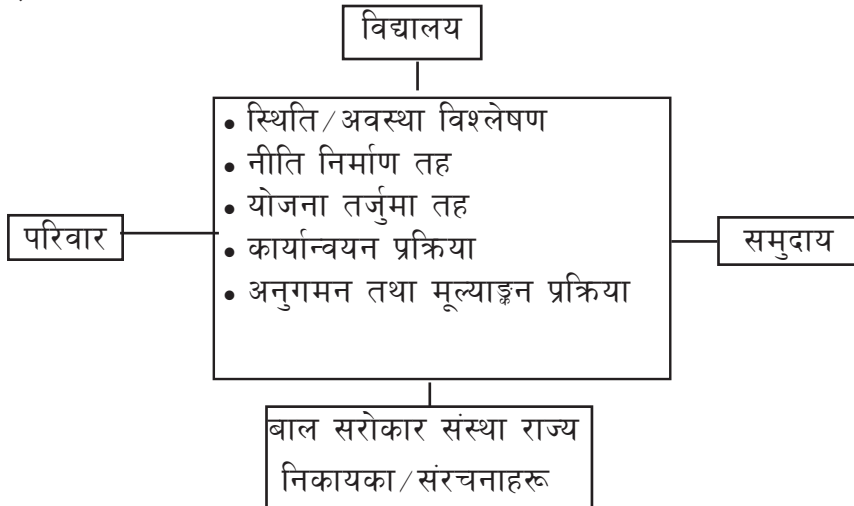 विद्यालय
• स्थिति/अवस्था विश्लेषण
• नीति निर्माण तह
• योजना तर्जुमा तह
परिवार
समुदाय
• कार्यान्वयन प्रक्रिया
• अनुगमन तथा मूल्याङ्कन प्रक्रिया
बाल सरोकार संस्था राज्य
निकायका/संरचनाहरू